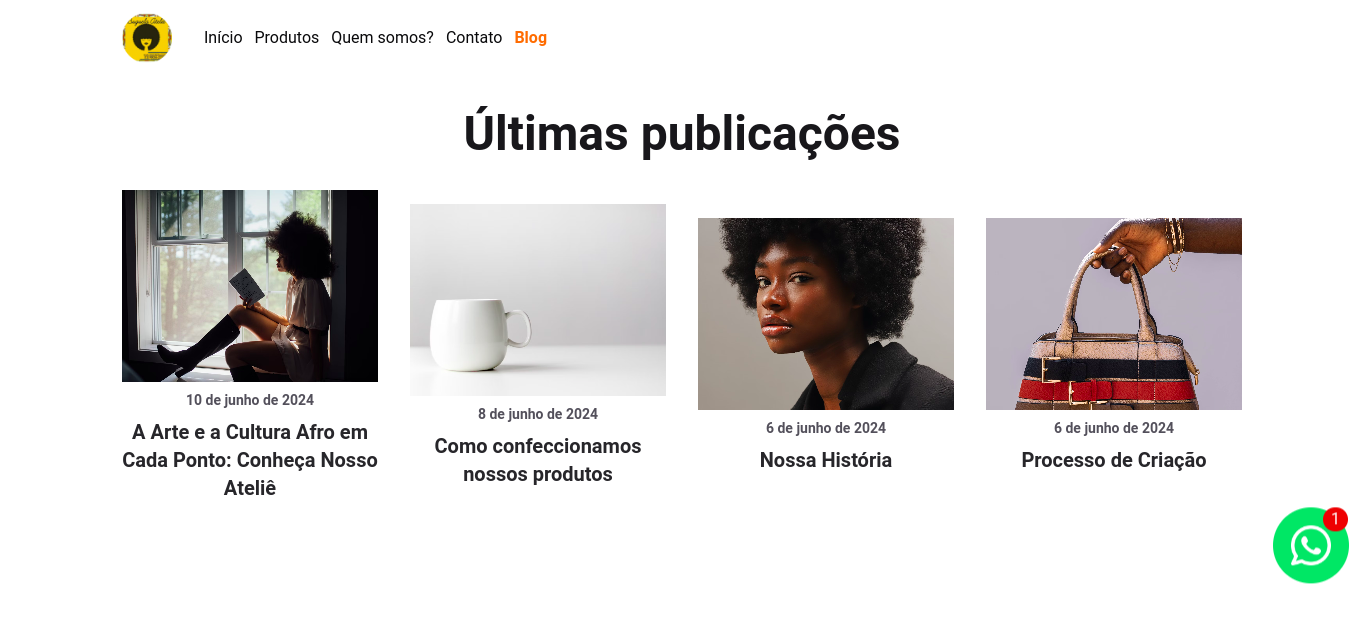 Início Produtos Quem somos? Contato Blog
Últimas publicações
10 de junho de 2024
A Arte e a Cultura Afro em
Cada Ponto: Conheça Nosso
Ateliê
8 de junho de 2024
Como confeccionamos
nossos produtos
6 de junho de 2024
Nossa História
6 de junho de 2024
Processo de Criação
1